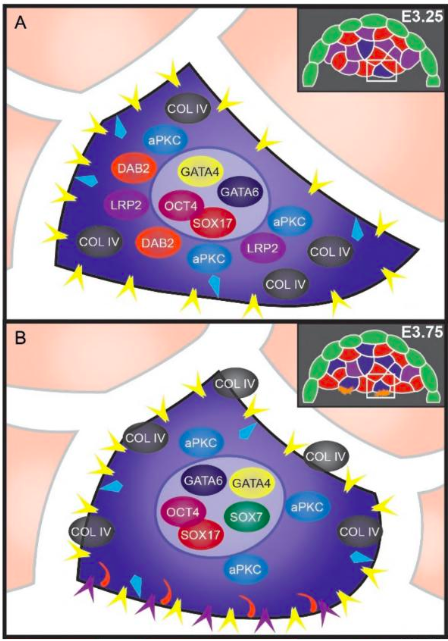 A
E3.25
COL IV
aPKC
DAB2
GATA4
GATA6
LRP2
OCT4
SOX17
aPKC
COL IV
DAB2
aPKC
LRP2
COL IV
COL IV
B
E3.75
COL IV
COL IV
aPKC
COL IV
GATA6
GATA4
OCT4
SOX7
aPKC
COL IV
SOX17
COL IV
aPKC